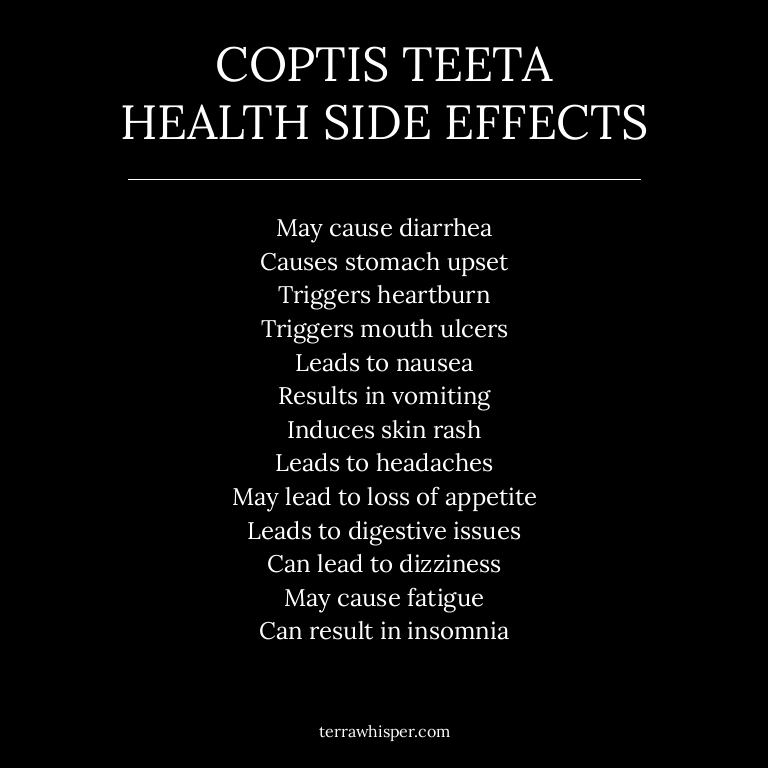 COPTIS TEETA
HEALTH SIDE EFFECTS
May cause diarrhea
Causes stomach upset
Triggers heartburn
Triggers mouth ulcers
Leads to nausea
Results in vomiting
Induces skin rash
Leads to headaches
May lead to loss of appetite
Leads to digestive issues
Can lead to dizziness
May cause fatigue
Can result in insomnia
terrawhisper.com